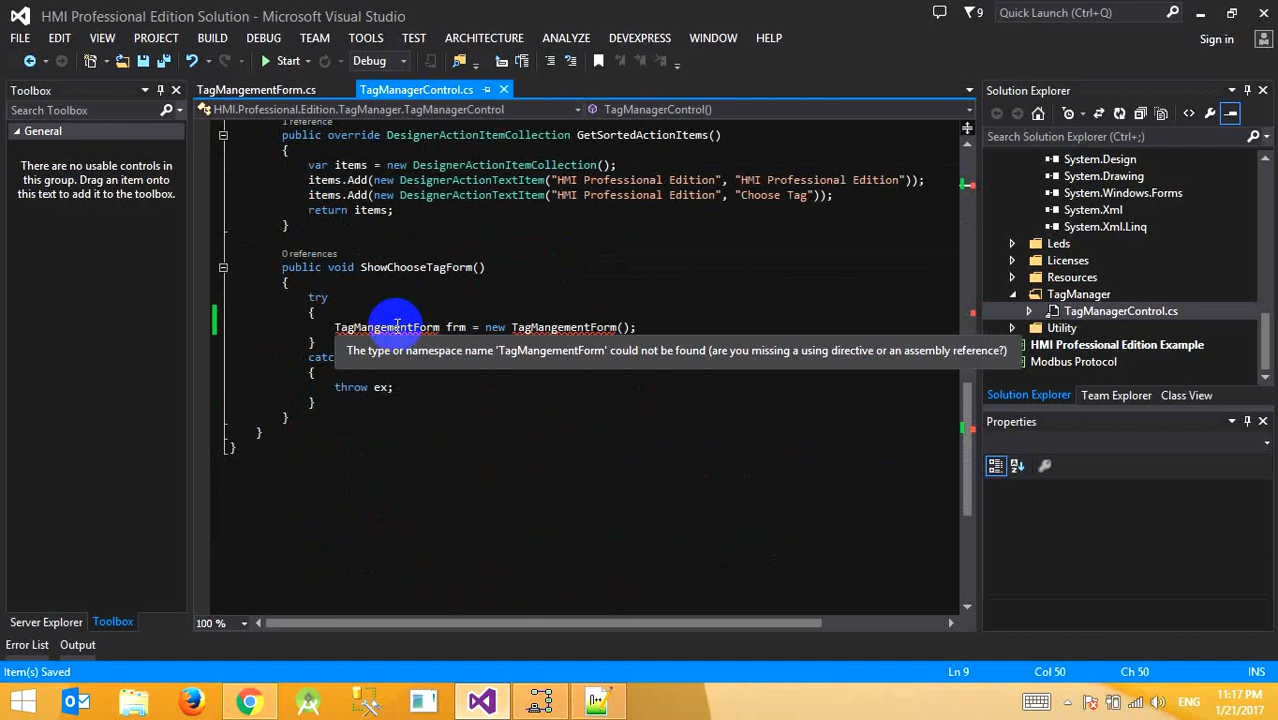 HMI Professional Edition Solution - Microsoft Visual Studio
9
Quick Launch (Ctrl+Q)
FILE EDIT VIEW PROJECT BUILD DEBUG TEAM TOOLS TEST ARCHITECTURE ANALYZE DEVEXPRESS WINDOW HELP
Sign in
Start Debug
Toolbox
Search Toolbox
General
There are no usable controls in
this group. Drag an item onto
this text to add it to the toolbox.
Server Explorer Toolbox
TagMangementForm.cs TagManagerControl.cs
HMI.Professional.Edition.TagManager.TagManagerControl TagManagerControl()
1 reference
public override DesignerActionItemCollection GetSortedActionItems()
{
var items = new DesignerActionItemCollection();
items.Add(new DesignerActionTextItem("HMI Professional Edition", "HMI Professional Edition"));
items.Add(new DesignerActionTextItem("HMI Professional Edition", "Choose Tag"));
return items;
}
0 references
public void ShowChooseTagForm()
{
try
{
TagMangementForm frm = new TagMangementForm();
}
The type or namespace name 'TagMangementForm' could not be found (are you missing a using directive or an assembly reference?)
catc
{
throw ex;
}
}
}
}
100 %
Solution Explorer
Search Solution Explorer (Ctrl+;)
System.Design
System.Drawing
System.Windows.Forms
System.Xml
System.Xml.Linq
Leds
Licenses
Resources
TagManager
TagManagerControl.cs
Utility
HMI Professional Edition Example
Modbus Protocol
Solution Explorer Team Explorer Class View
Properties
Error List Output
Item(s) Saved Ln 9 Col 50 Ch 50 INS
ENG
11:17 PM
1/21/2017